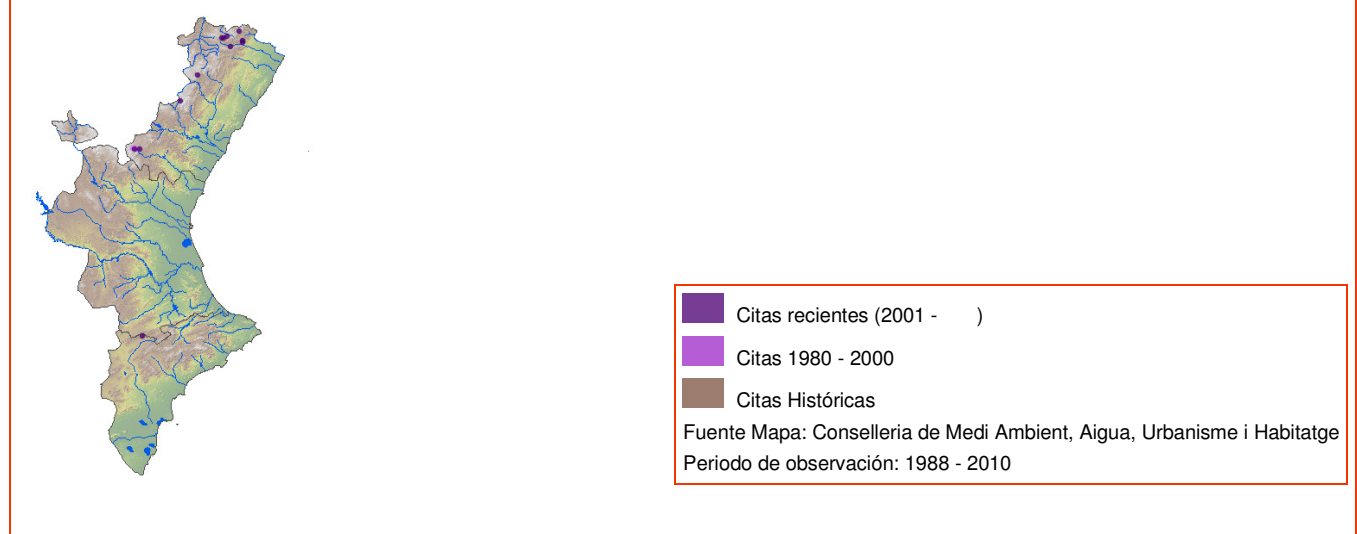 Citas recientes (2001 -       )
Citas 1980 - 2000
Citas Históricas
Fuente Mapa: Conselleria de Medi Ambient, Aigua, Urbanisme i Habitatge
Periodo de observación: 1988 - 2010